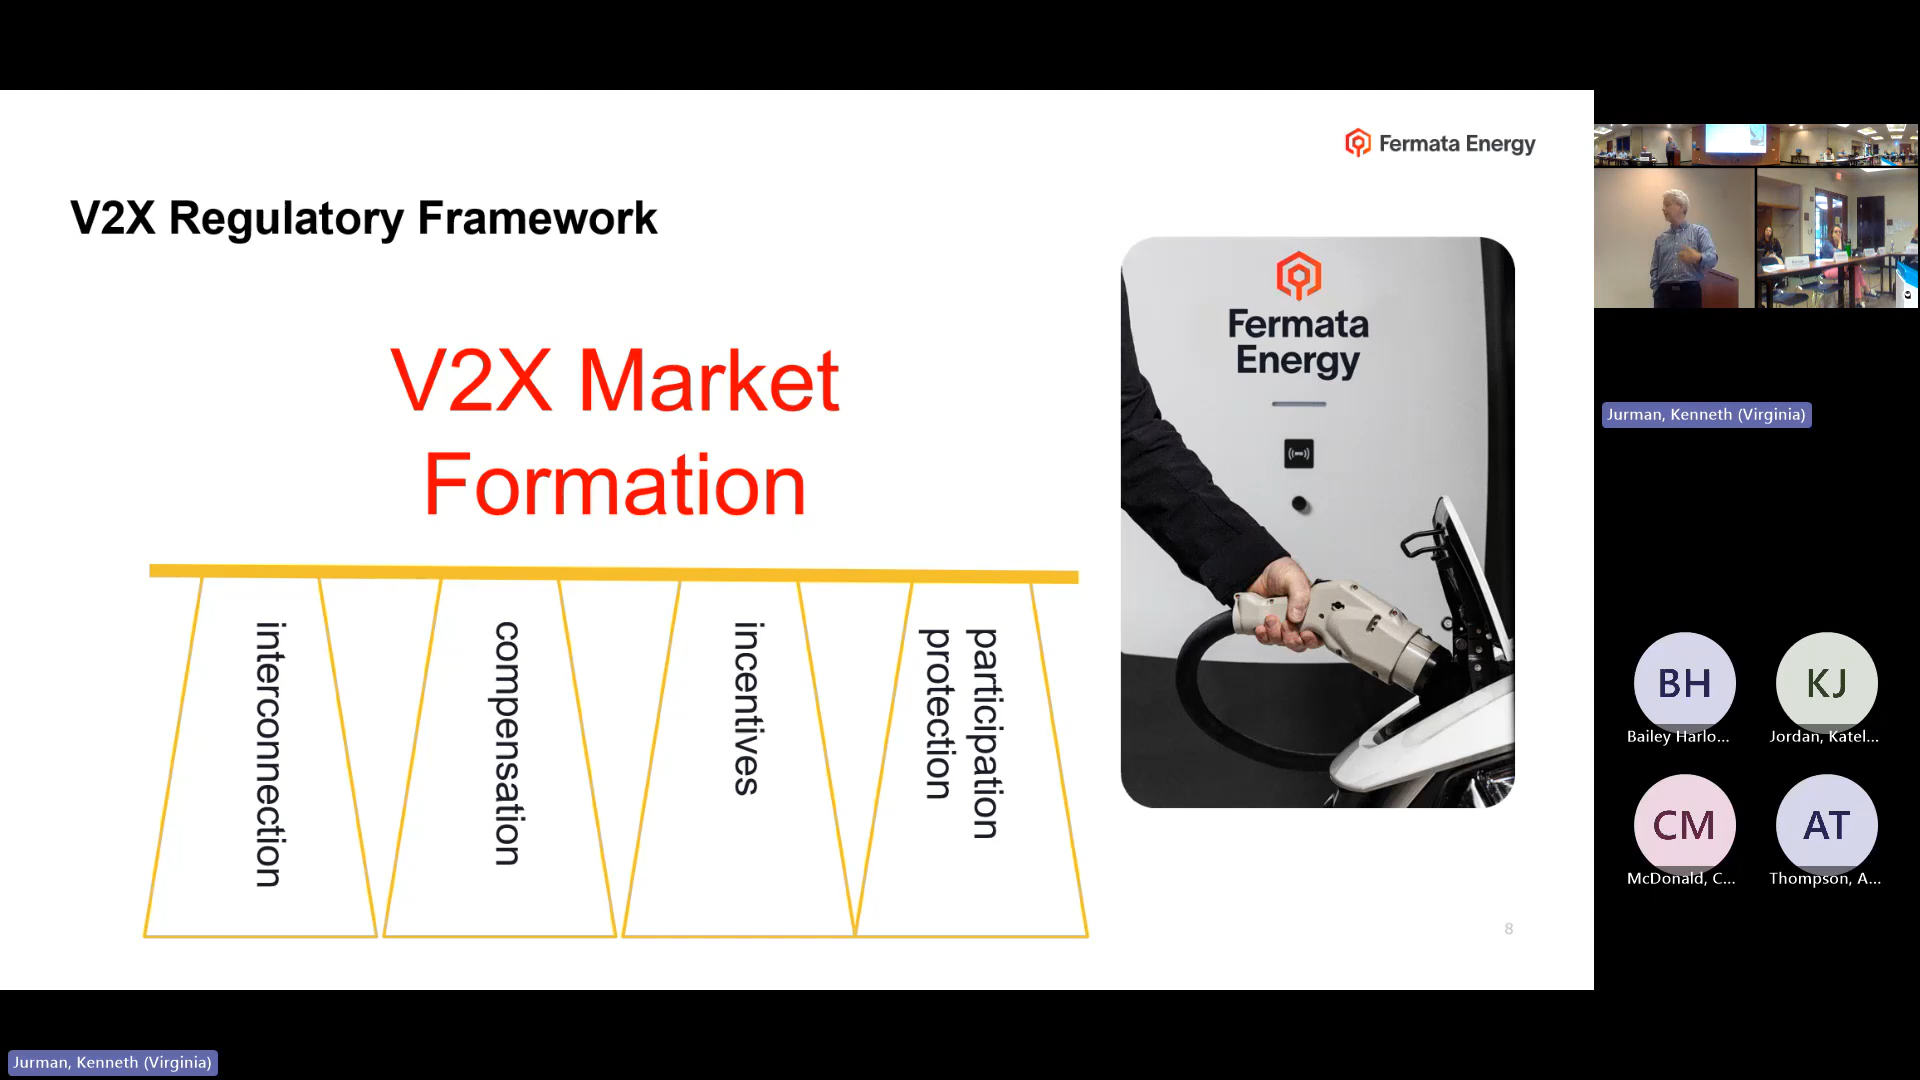 Fermata Energy
V2X Regulatory Framework
V2X Market
Formation
interconnection
compensation
incentives
participation
protection
Fermata
Energy
8
Jurman, Kenneth (Virginia)
BH
Bailey Harlo...
KJ
Jordan, Katel...
CM
McDonald, C...
AT
Thompson, A...
Jurman, Kenneth (Virginia)